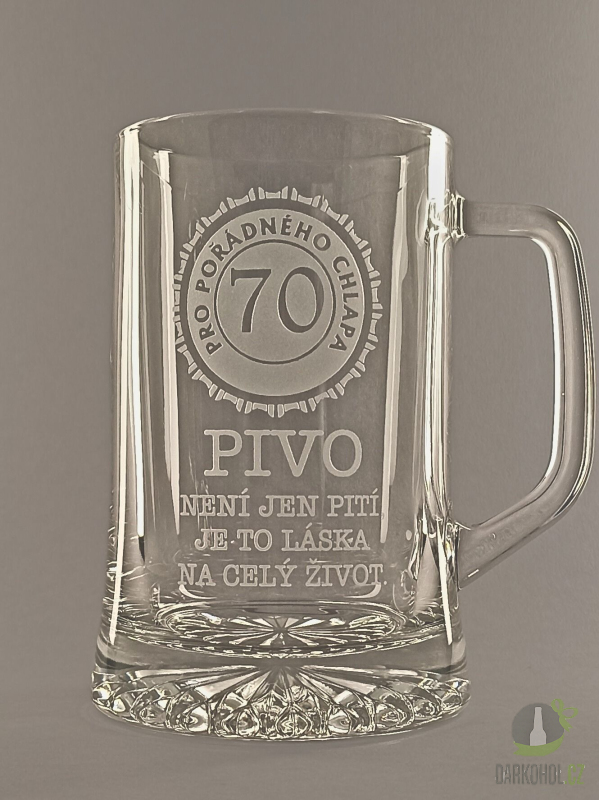 PRO POŘÁDNÉHO CHLAPA
70
PIVO
NENÍ JEN PITÍ,
JE TO LÁSKA
NA CELÝ ŽIVOT.
DARKOHOL.CZ